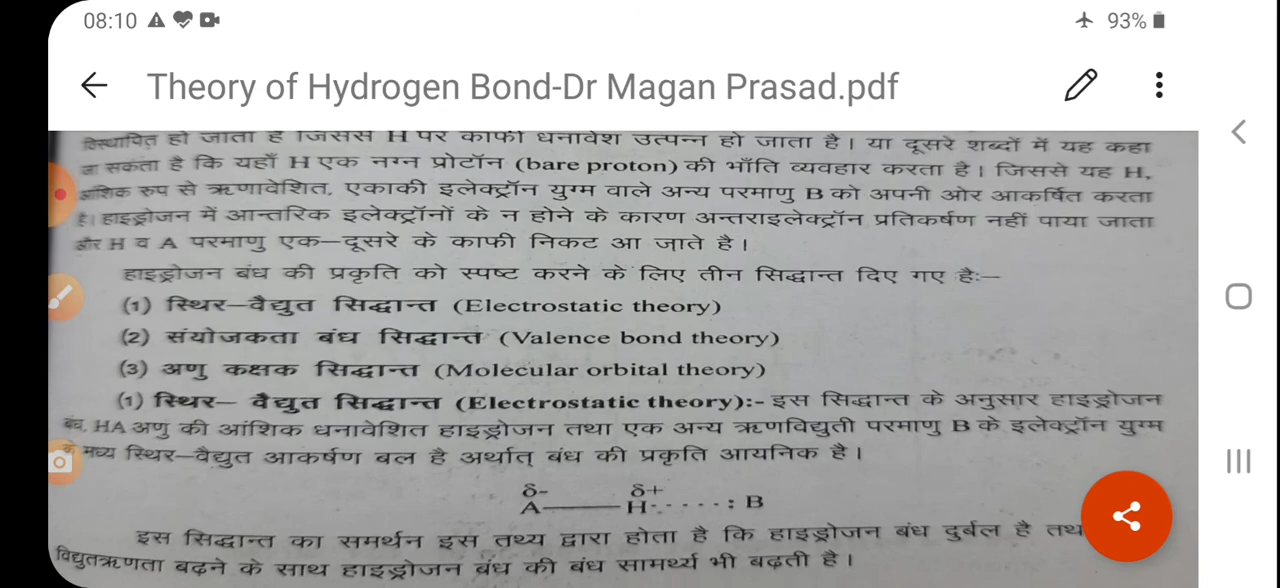 08:10
93%
Theory of Hydrogen Bond-Dr Magan Prasad.pdf
विस्थापित हो जाता है जिससे H पर काफी धनावेश उत्पन्न हो जाता है। या दूसरे शब्दों में यह कहा
जा सकता है कि यहाँ H एक नग्न प्रोटॉन (bare proton) की भाँति व्यवहार करता है। जिससे यह H,
आंशिक रुप से ऋणावेशित, एकाकी इलेक्ट्रॉन युग्म वाले अन्य परमाणु B को अपनी ओर आकर्षित करता
है। हाइड्रोजन में आन्तरिक इलेक्ट्रॉनों के न होने के कारण अन्तराइलेक्ट्रॉन प्रतिकर्षण नहीं पाया जाता
और H व A परमाणु एक–दूसरे के काफी निकट आ जाते है।
हाइड्रोजन बंध की प्रकृति को स्पष्ट करने के लिए तीन सिद्धान्त दिए गए है:–
(1) स्थिर–वैद्युत सिद्धान्त (Electrostatic theory)
(2) संयोजकता बंध सिद्धान्त (Valence bond theory)
(3) अणु कक्षक सिद्धान्त (Molecular orbital theory)
(1) स्थिर– वैद्युत सिद्धान्त (Electrostatic theory):- इस सिद्धान्त के अनुसार हाइड्रोजन
बंध, HA अणु की आंशिक धनावेशित हाइड्रोजन तथा एक अन्य ऋणविद्युती परमाणु B के इलेक्ट्रॉन युग्म
के मध्य स्थिर–वैद्युत आकर्षण बल है अर्थात् बंध की प्रकृति आयनिक है।
δ- δ+
A——H-----: B
इस सिद्धान्त का समर्थन इस तथ्य द्वारा होता है कि हाइड्रोजन बंध दुर्बल है
विद्युतऋणता बढ़ने के साथ हाइड्रोजन बंध की बंध सामर्थ्य भी बढ़ती है।